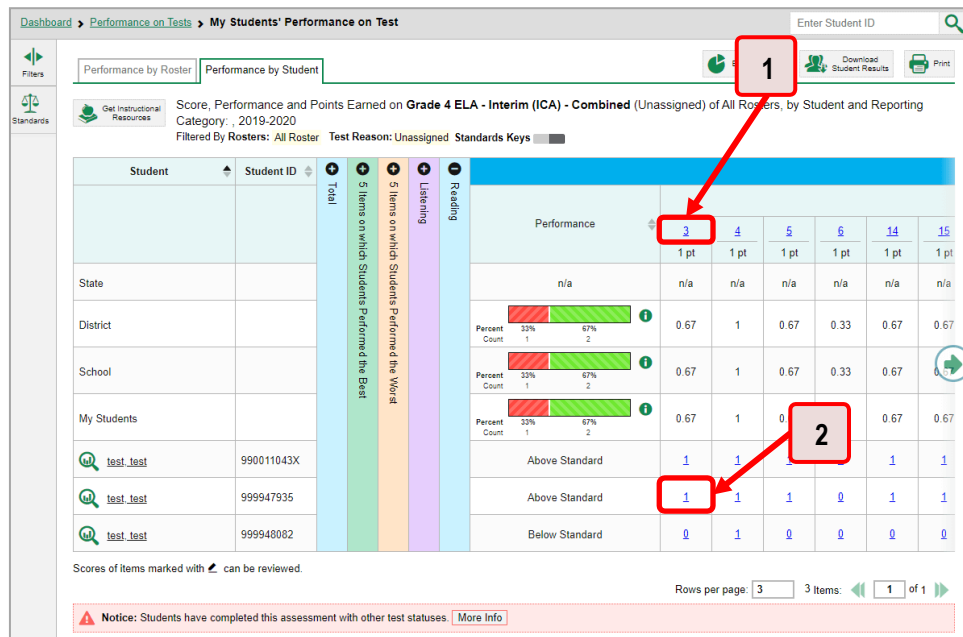 Dashboard > Performance on Tests > My Students' Performance on Test
Enter Student ID
Filters
Standards
Performance by Roster
Performance by Student
1
Download Student Results
Print
Get Instructional Resources
Score, Performance and Points Earned on Grade 4 ELA - Interim (ICA) - Combined (Unassigned) of All Rosters, by Student and Reporting
Category: , 2019-2020
Filtered By Rosters: All Roster Test Reason: Unassigned Standards Keys
Student Student ID
Total
5 Items on which Students Performed the Best
5 Items on which Students Performed the Worst
Listening
Reading
Performance 3 4 5 6 14 15
1 pt 1 pt 1 pt 1 pt 1 pt 1 pt
State n/a n/a n/a n/a n/a n/a n/a
District 0.67 1 0.67 0.33 0.67 0.67
Percent 33% 67%
Count 1 2
School 0.67 1 0.67 0.33 0.67
Percent 33% 67%
Count 1 2
My Students 0.67 1 0.67 0.67
Percent 33% 67%
Count 1 2
2
test, test 990011043X Above Standard 1 1 1 1
test, test 999947935 Above Standard 1 1 1 0 1 1
test, test 999948082 Below Standard 0 1 0 0 0 0
Scores of items marked with can be reviewed.
Rows per page: 3 3 Items: 1 of 1
Notice: Students have completed this assessment with other test statuses. More Info